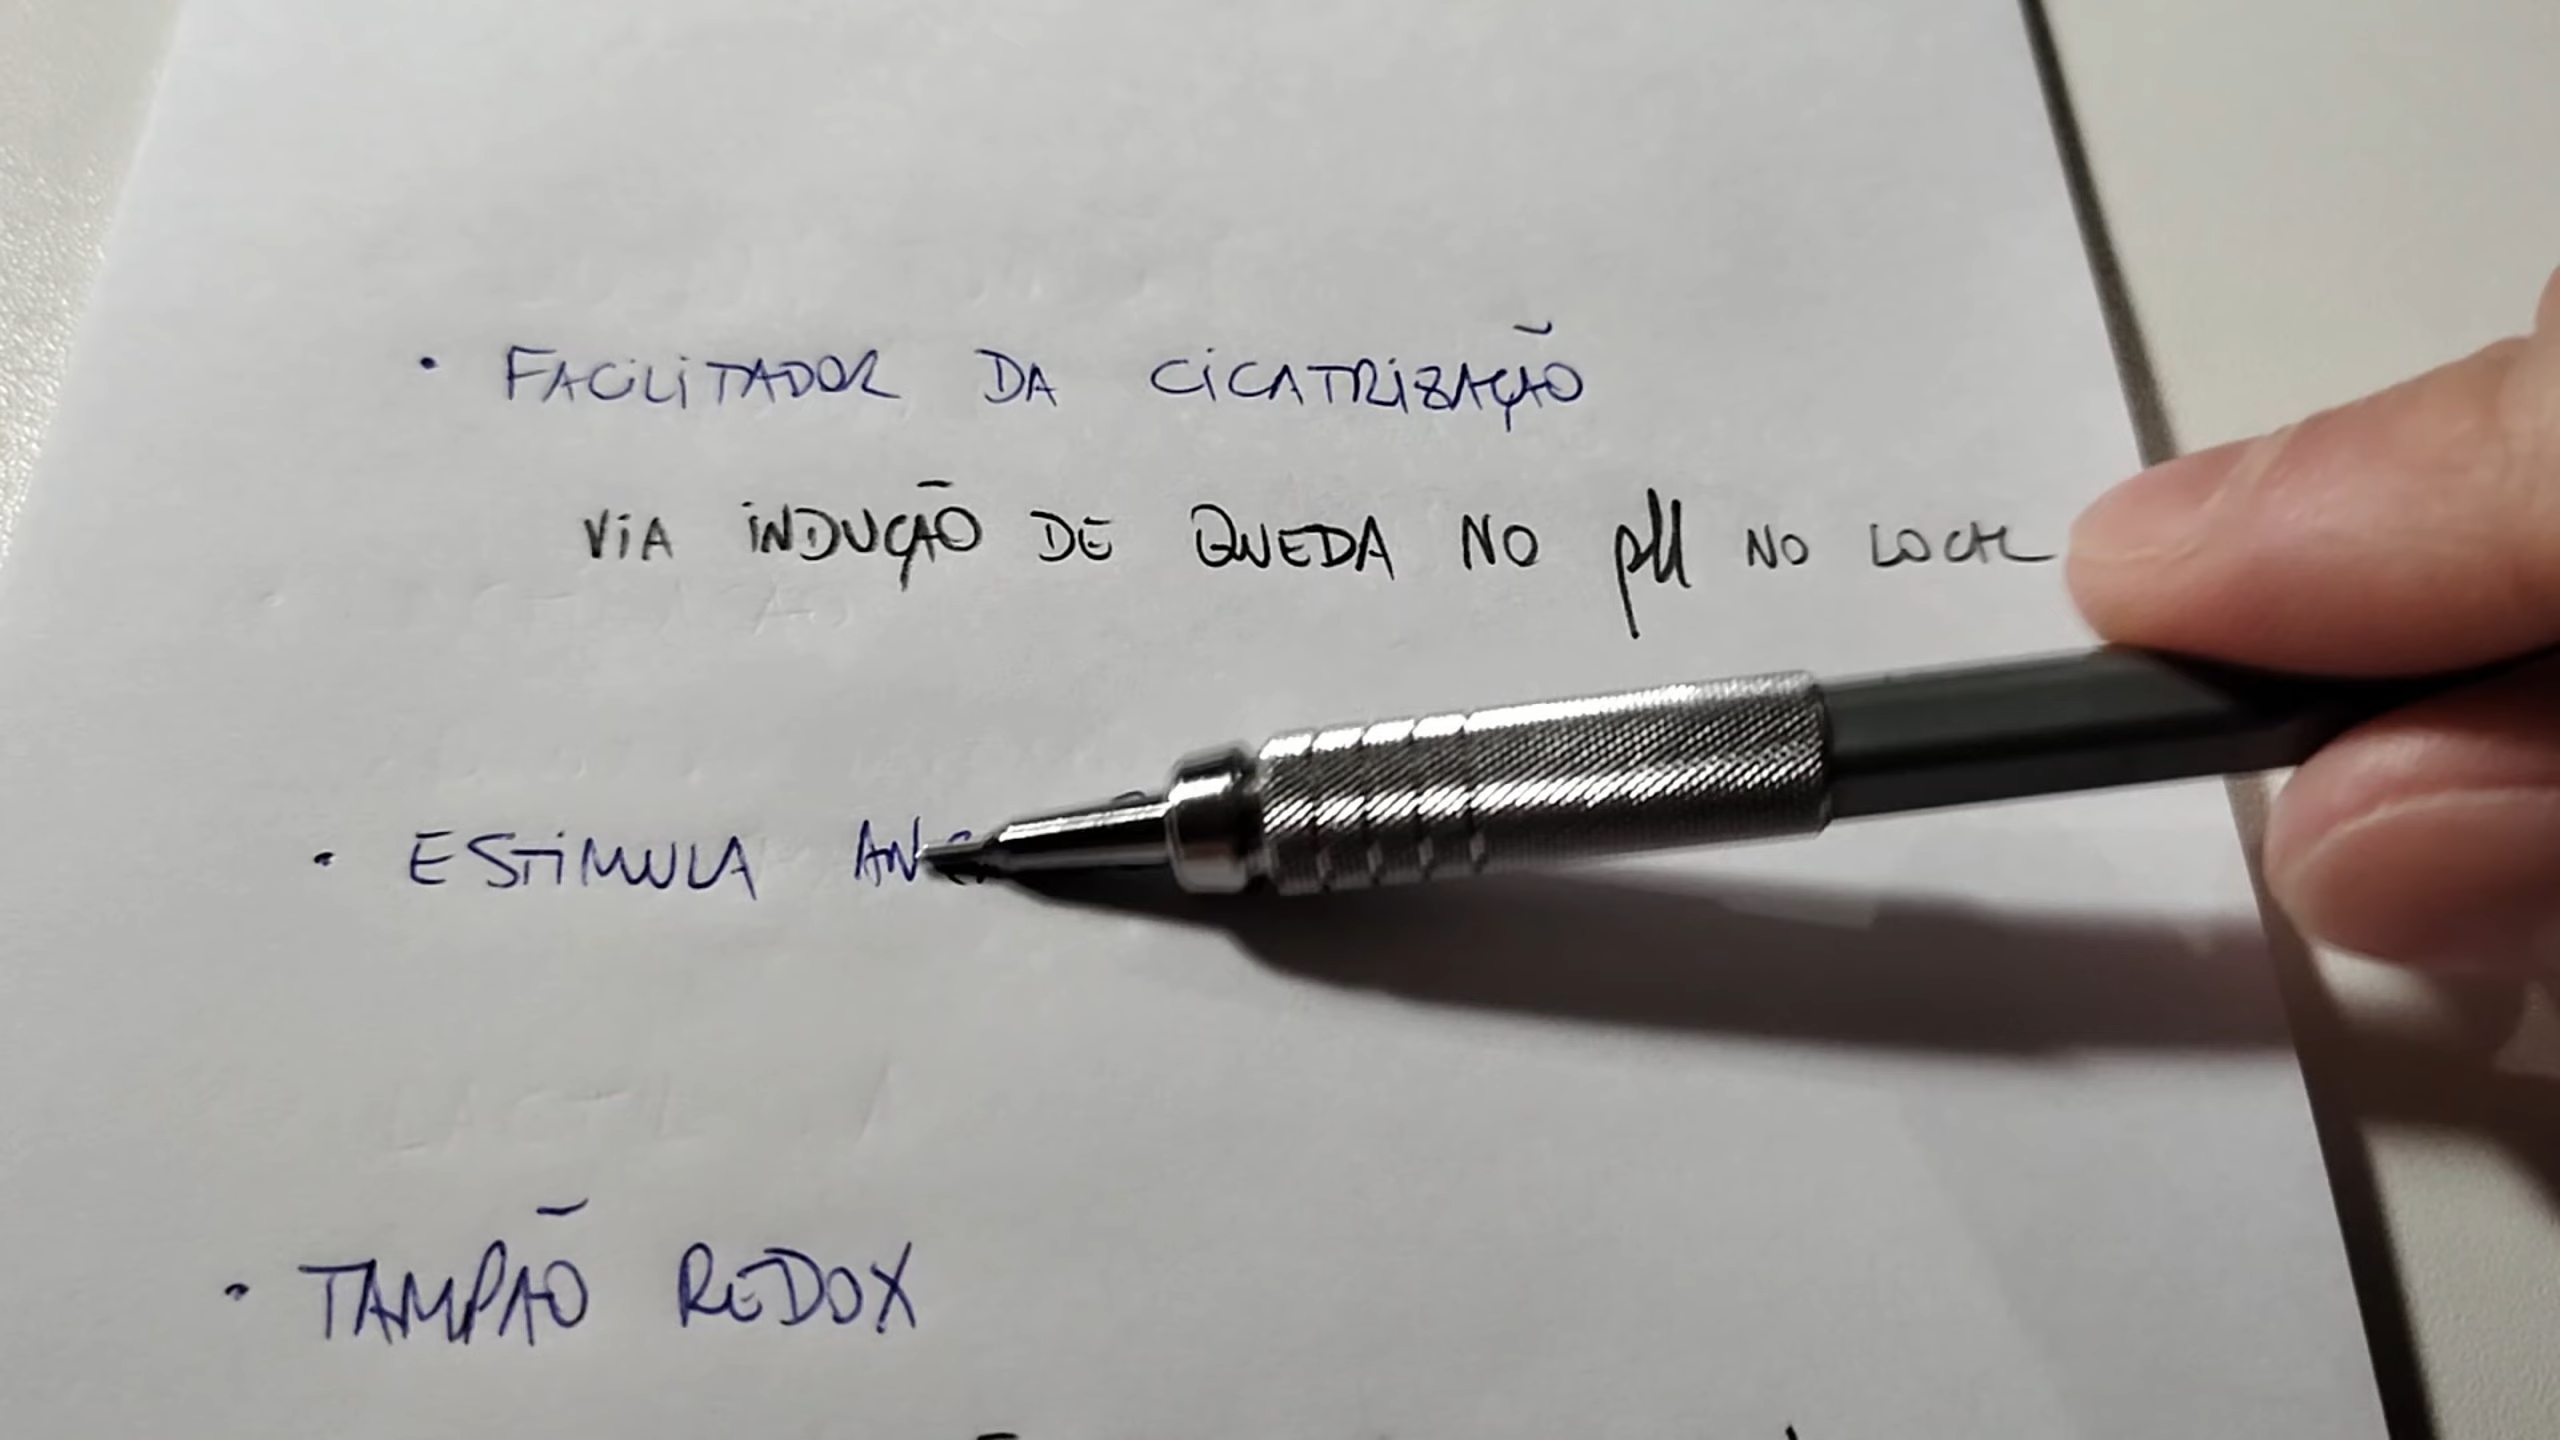 • FACILITADOR DA CICATRIZAÇÃO
VIA INDUÇÃO DE QUEDA NO pH NO LOCAL
• ESTIMULA
• TAMPÃO REDOX